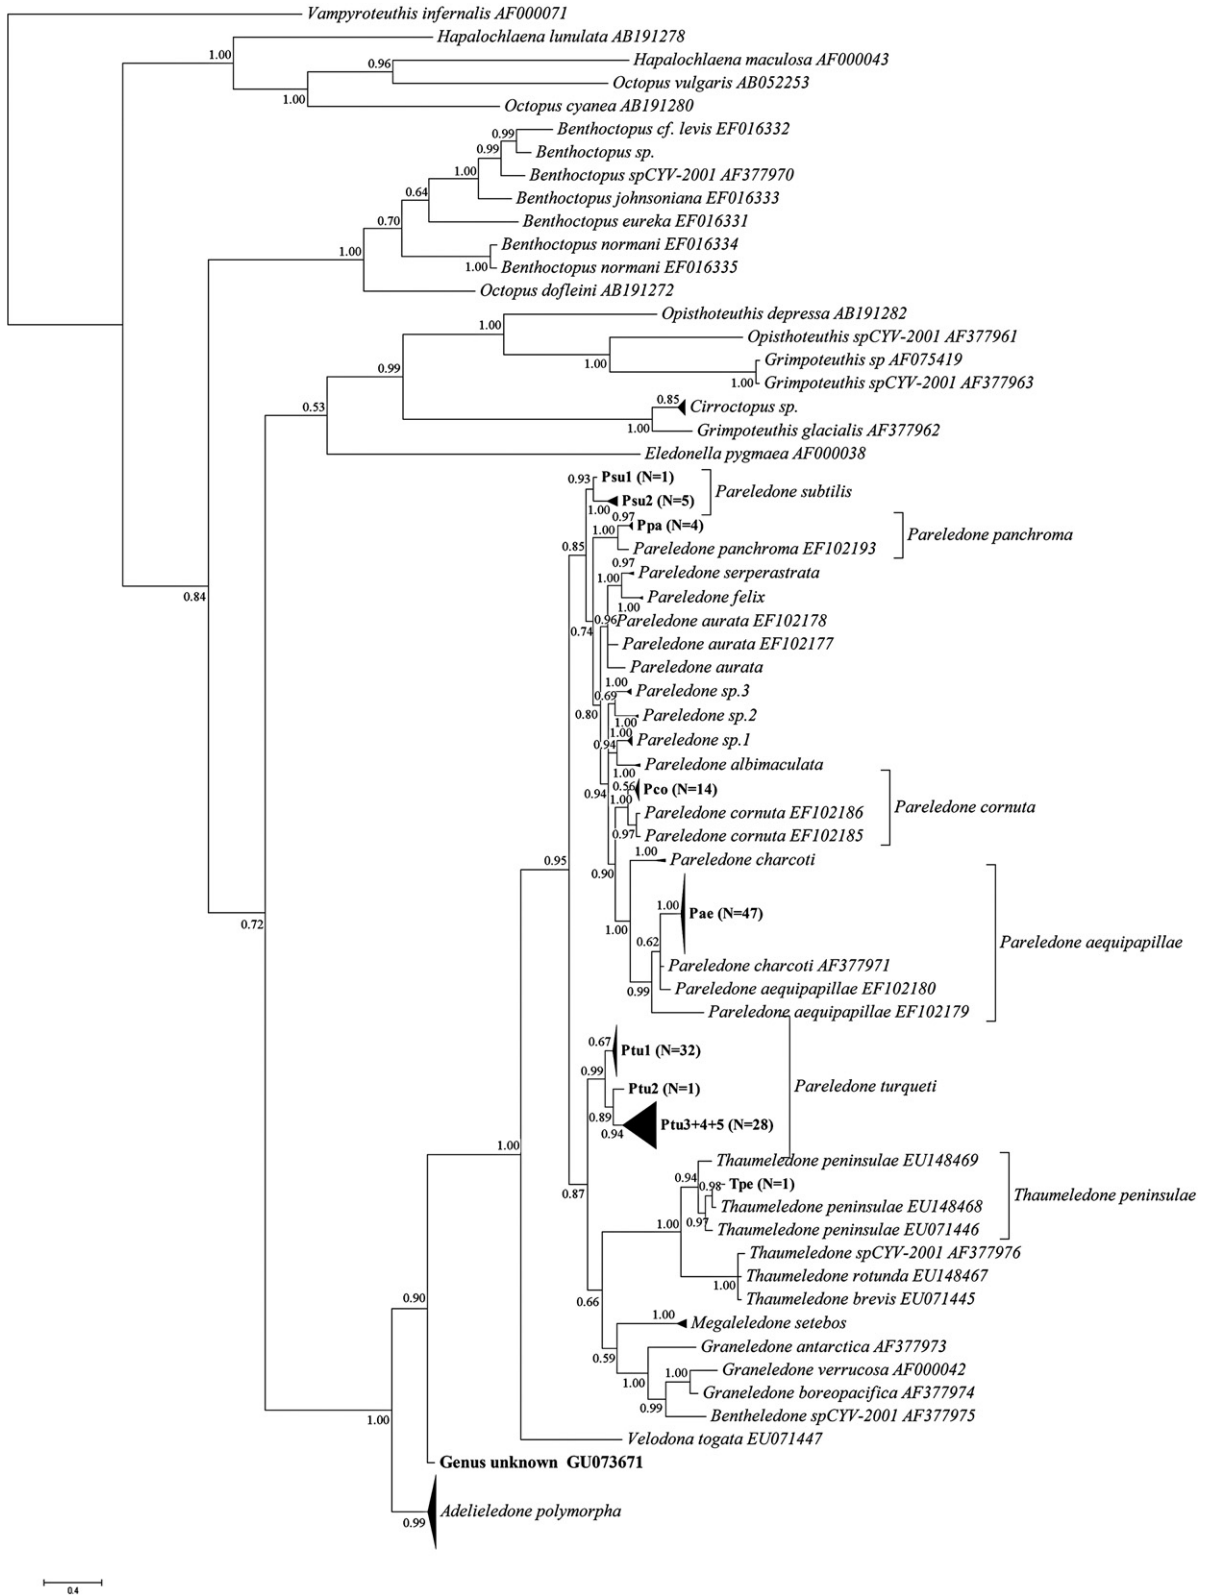 Vampyroteuthis infernalis AF000071
Hapalochlaena lunulata AB191278
1.00
Hapalochlaena maculosa AF000043
0.96
Octopus vulgaris AB052253
1.00
Octopus cyanea AB191280
0.99
Benthoctopus cf. levis EF016332
0.99
Benthoctopus sp.
1.00
Benthoctopus spCYV-2001 AF377970
0.64
Benthoctopus johnsoniana EF016333
0.70
Benthoctopus eureka EF016331
Benthoctopus normani EF016334
1.00
1.00
Benthoctopus normani EF016335
Octopus dofleini AB191272
Opisthoteuthis depressa AB191282
1.00
Opisthoteuthis spCYV-2001 AF377961
1.00
Grimpoteuthis sp AF075419
0.99
1.00
Grimpoteuthis spCYV-2001 AF377963
0.85
Cirroctopus sp.
0.53
1.00
Grimpoteuthis glacialis AF377962
Eledonella pygmaea AF000038
0.93
Psu1 (N=1)
Psu2 (N=5)
Pareledone subtilis
1.00
0.97
Ppa (N=4)
1.00
Pareledone panchroma
0.85
Pareledone panchroma EF102193
0.97
Pareledone serperastrata
1.00
Pareledone felix
0.84
1.00
0.96
Pareledone aurata EF102178
0.74
Pareledone aurata EF102177
Pareledone aurata
1.00
Pareledone sp.3
0.69
0.80
Pareledone sp.2
1.00
1.00
0.94
Pareledone sp.1
Pareledone albimaculata
1.00
0.56
0.94
Pco (N=14)
1.00
Pareledone cornuta
Pareledone cornuta EF102186
0.97
Pareledone cornuta EF102185
0.95
1.00
Pareledone charcoti
0.90
1.00
Pae (N=47)
0.72
1.00
0.62
Pareledone aequipapillae
Pareledone charcoti AF377971
0.99
Pareledone aequipapillae EF102180
Pareledone aequipapillae EF102179
0.67
Ptu1 (N=32)
0.99
Ptu2 (N=1)
Pareledone turqueti
0.89
0.94
Ptu3+4+5 (N=28)
1.00
Thaumeledone peninsulae EU148469
0.94
0.98
Tpe (N=1)
0.87
Thaumeledone peninsulae
Thaumeledone peninsulae EU148468
1.00
0.97
Thaumeledone peninsulae EU071446
Thaumeledone spCYV-2001 AF377976
Thaumeledone rotunda EU148467
1.00
Thaumeledone brevis EU071445
0.90
0.66
1.00
Megaleledone setebos
Graneledone antarctica AF377973
0.59
1.00
Graneledone verrucosa AF000042
1.00
Graneledone boreopacifica AF377974
0.99
Bentheledone spCYV-2001 AF377975
1.00
Velodona togata EU071447
Genus unknown GU073671
Adelieledone polymorpha
0.99
0.4